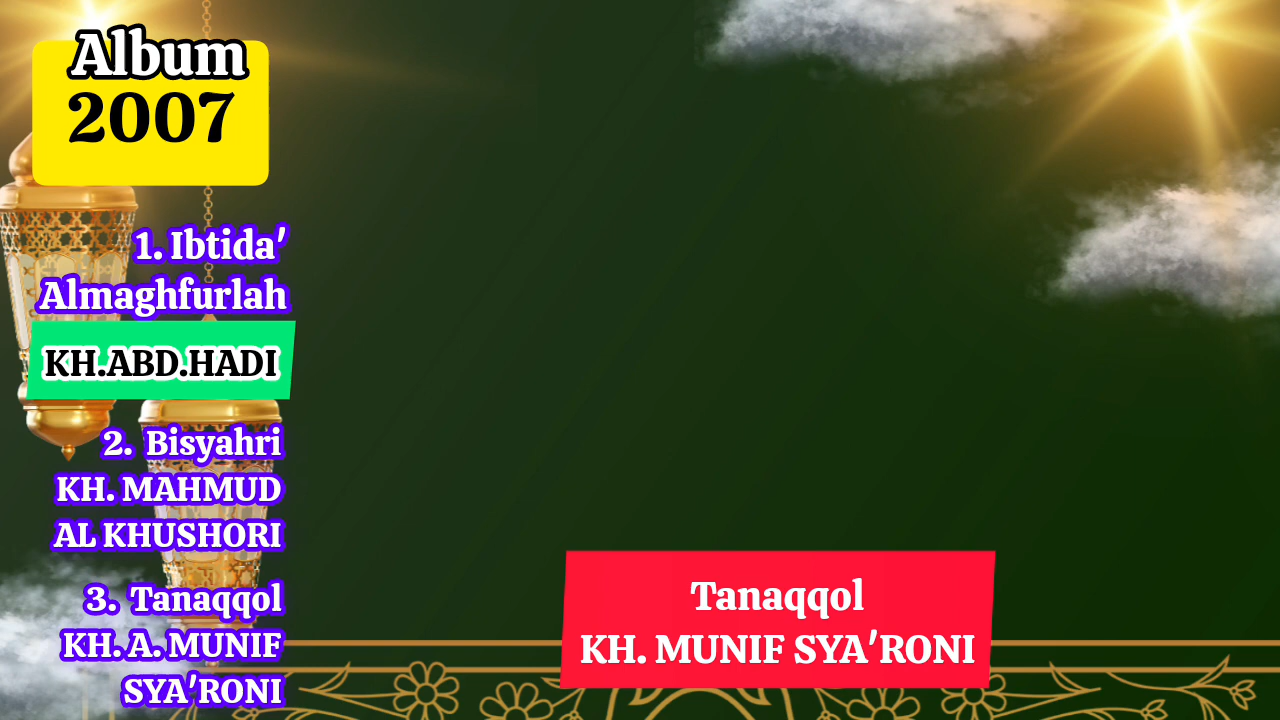 Album
2007
1. Ibtida'
Almaghfurlah
KH.ABD.HADI
2. Bisyahri
KH. MAHMUD
AL KHUSHORI
3. Tanaqqol
KH. A. MUNIF
SYA'RONI
Tanaqqol
KH. MUNIF SYA'RONI